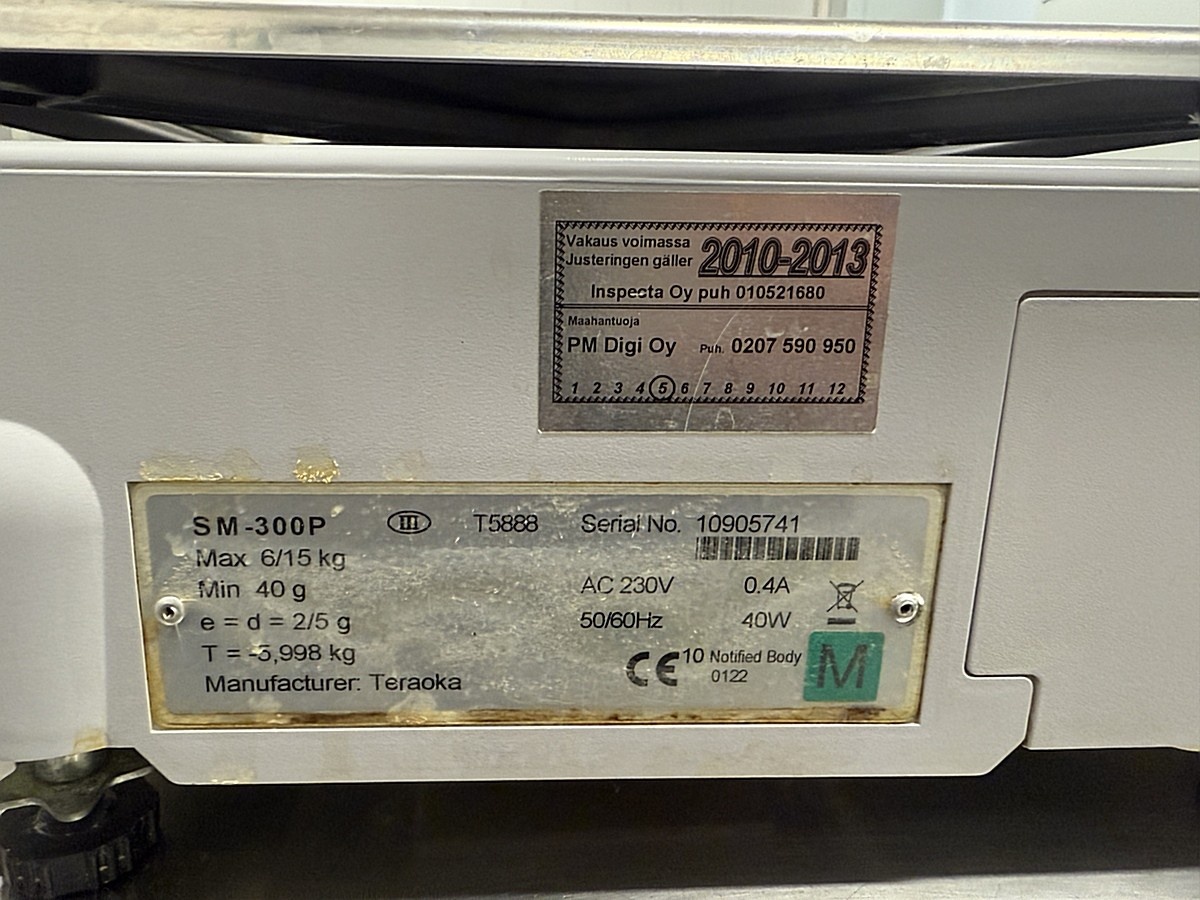 Vakaus voimassa
Justeringen gäller
2010-2013
Inspecta Oy puh 010521680
Maahantuoja
PM Digi Oy Puh. 0207 590 950
1 2 3 4 5 6 7 8 9 10 11 12
SM-300P III T5888 Serial No. 10905741
Max 6/15 kg
Min 40 g AC 230V 0.4A
e = d = 2/5 g 50/60Hz 40W
T = -5,998 kg
CE 10 Notified Body
0122 M
Manufacturer: Teraoka